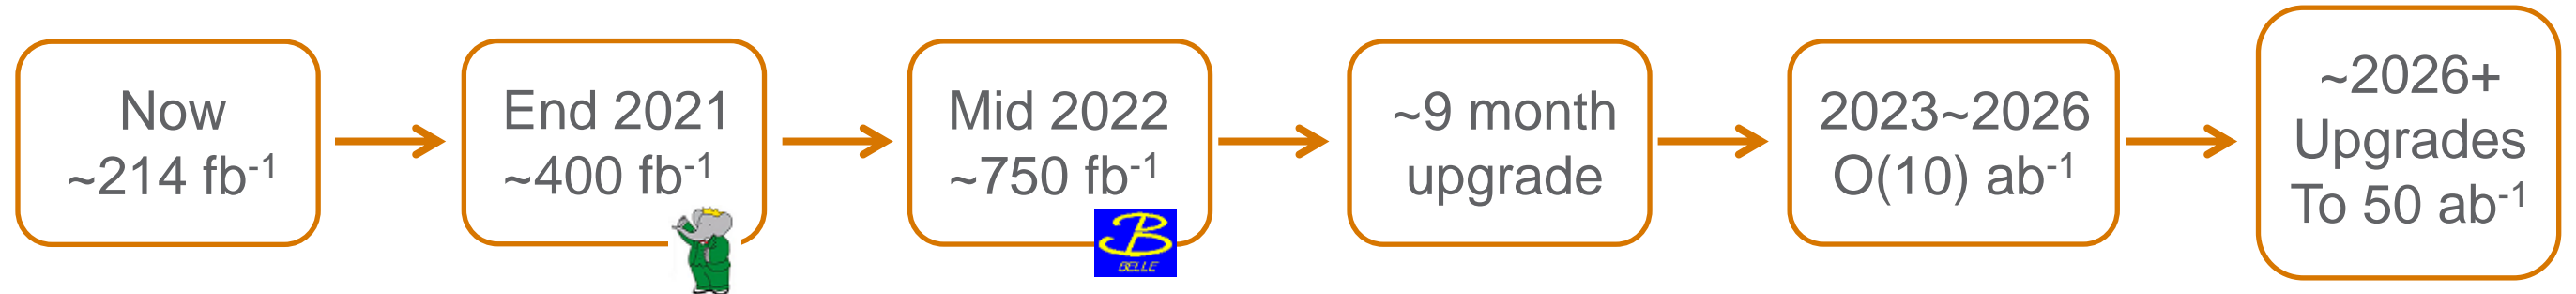 Now
~214 fb⁻¹
End 2021
~400 fb⁻¹
Mid 2022
~750 fb⁻¹
BELLE
~9 month
upgrade
2023~2026
O(10) ab⁻¹
~2026+
Upgrades
To 50 ab⁻¹